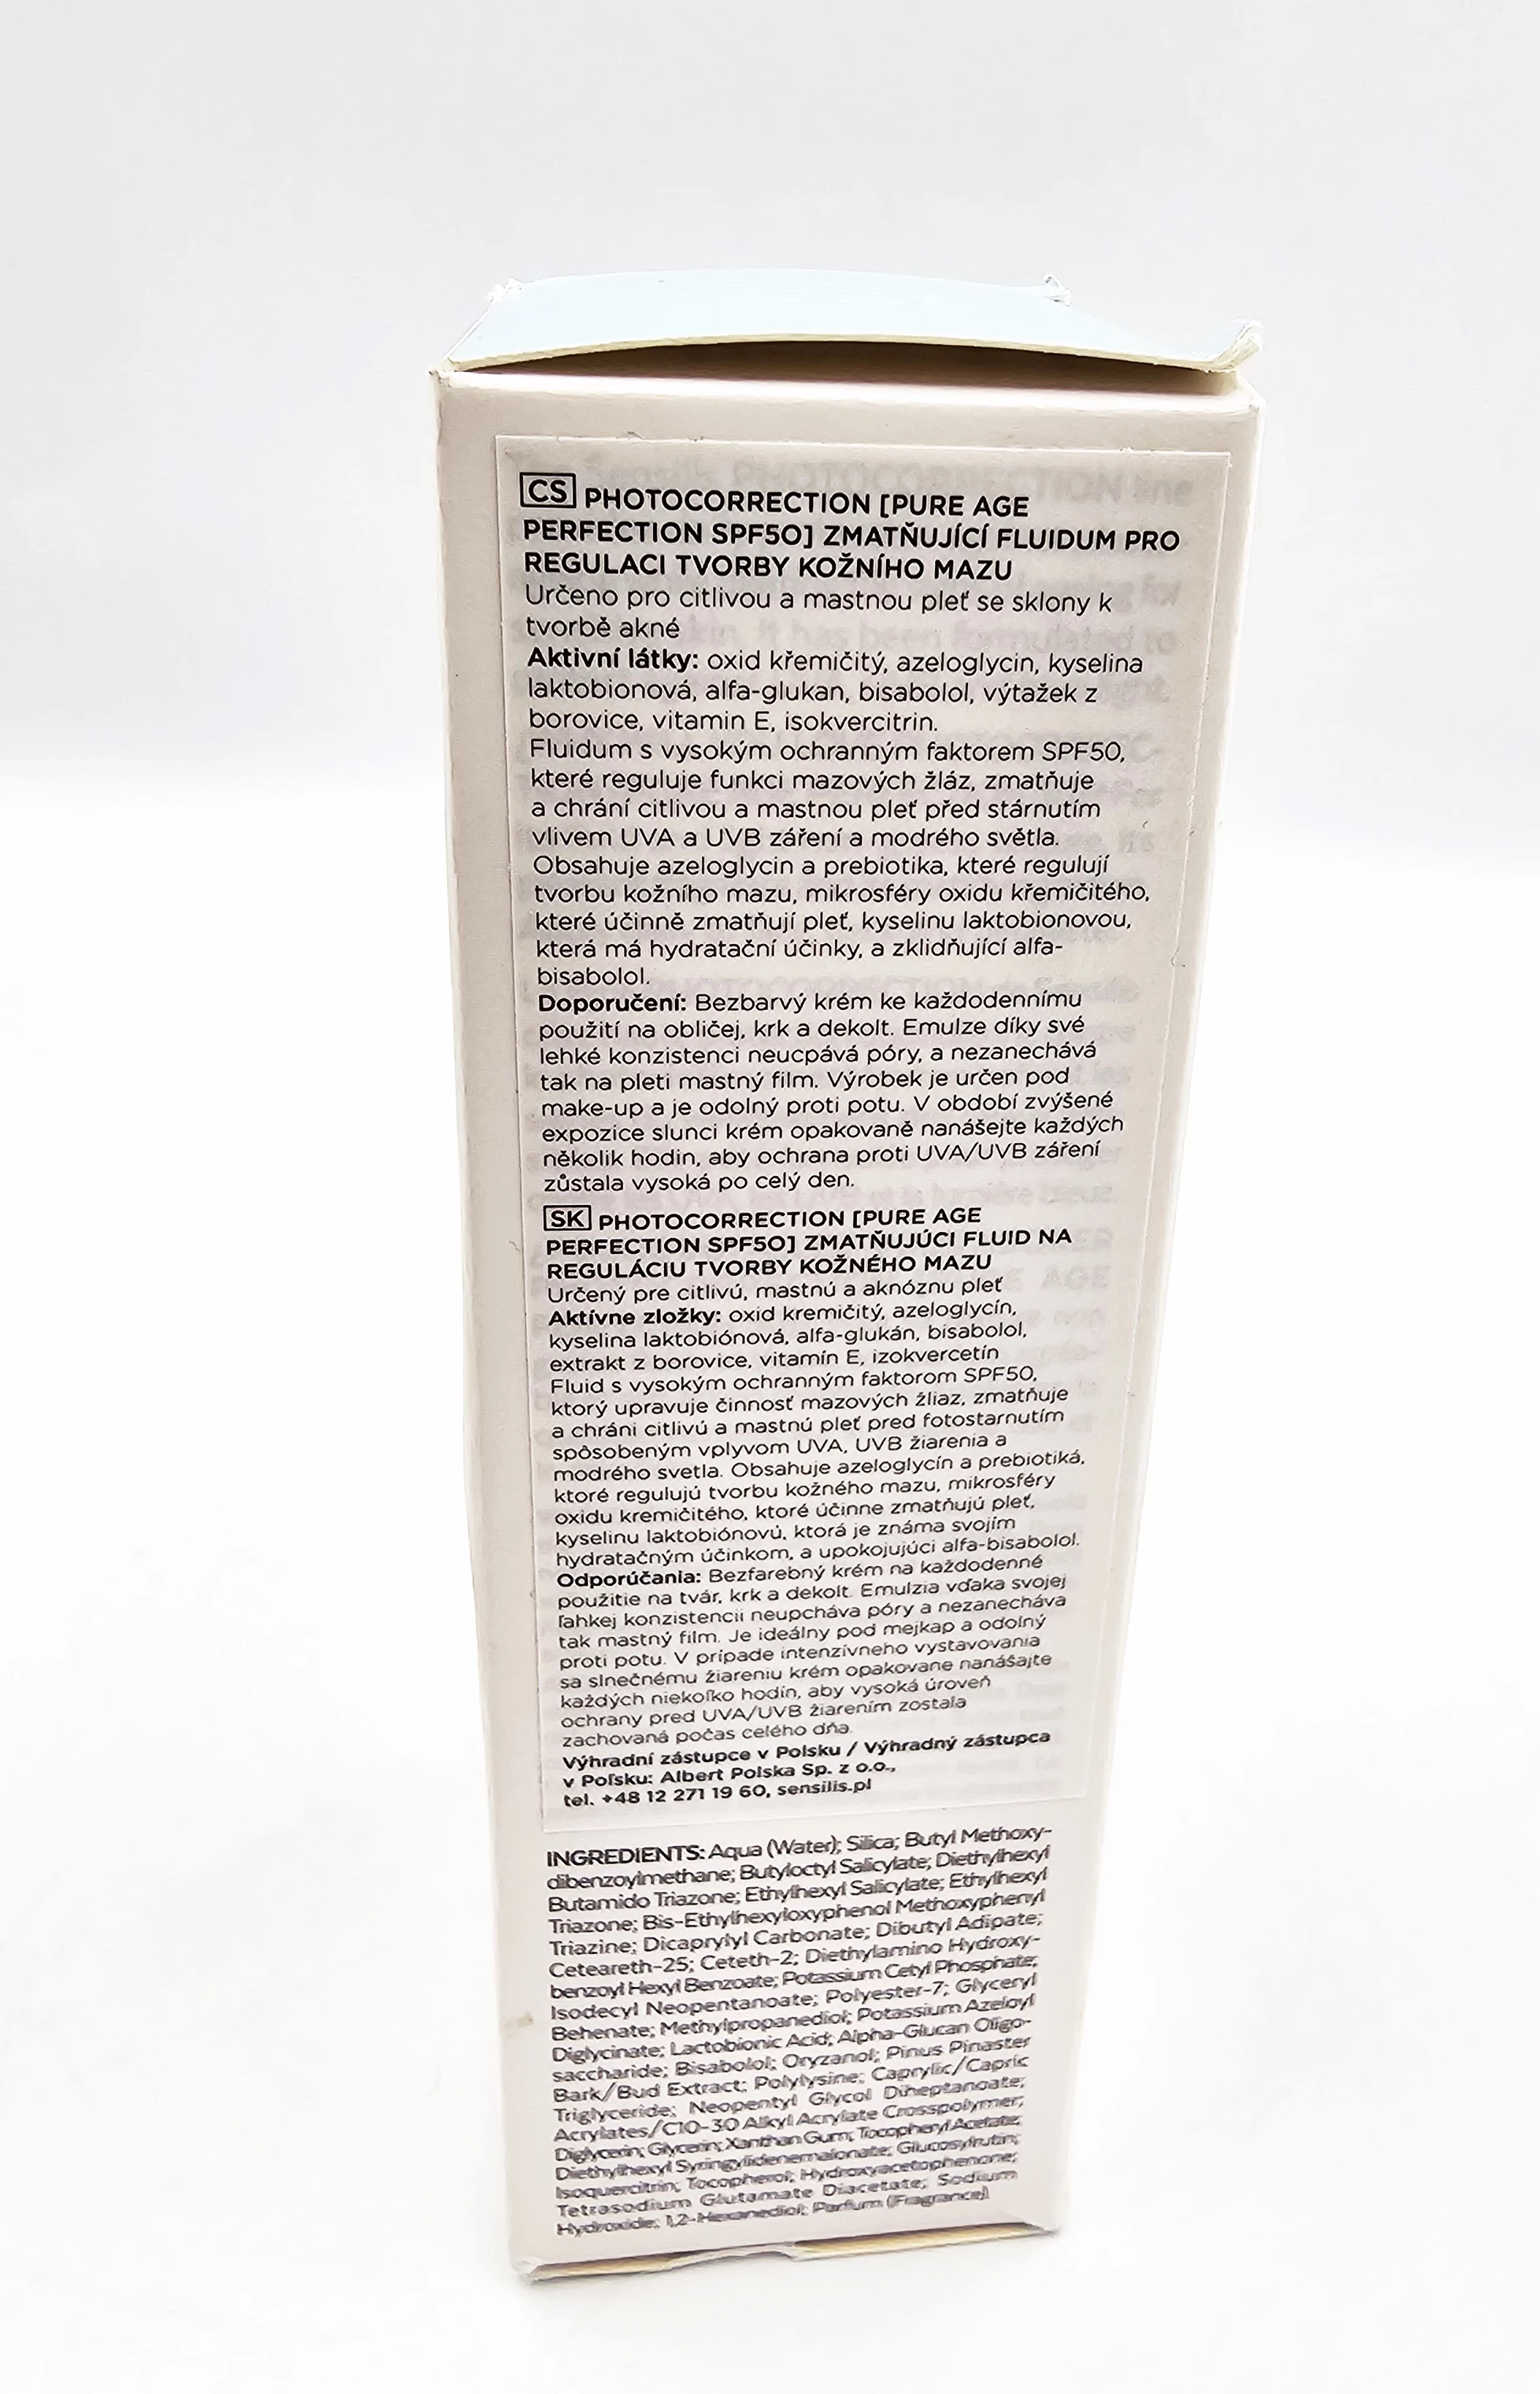 CS PHOTOCORRECTION [PURE AGE
PERFECTION SPF50] ZMATŇUJÍCÍ FLUIDUM PRO
REGULACI TVORBY KOŽNÍHO MAZU
Určeno pro citlivou a mastnou pleť se sklony k
tvorbě akné
Aktivní látky: oxid křemičitý, azeloglycin, kyselina
laktobionová, alfa-glukan, bisabolol, výtažek z
borovice, vitamin E, isokvercitrin.
Fluidum s vysokým ochranným faktorem SPF50,
které reguluje funkci mazových žláz, zmatňuje
a chrání citlivou a mastnou pleť před stárnutím
vlivem UVA a UVB záření a modrého světla.
Obsahuje azeloglycin a prebiotika, které regulují
tvorbu kožního mazu, mikrosféry oxidu křemičitého,
které účinně zmatňují pleť, kyselinu laktobionovou,
která má hydratační účinky, a zklidňující alfa-
bisabolol.
Doporučení: Bezbarvý krém ke každodennímu
použití na obličej, krk a dekolt. Emulze díky své
lehké konzistenci neucpává póry, a nezanechává
tak na pleti mastný film. Výrobek je určen pod
make-up a je odolný proti potu. V období zvýšené
expozice slunci krém opakovaně nanášejte každých
několik hodin, aby ochrana proti UVA/UVB záření
zůstala vysoká po celý den.
SK PHOTOCORRECTION [PURE AGE
PERFECTION SPF50] ZMATŇUJÚCI FLUID NA
REGULÁCIU TVORBY KOŽNÉHO MAZU
Určený pre citlivú, mastnú a aknóznu pleť
Aktívne zložky: oxid kremičitý, azeloglycín,
kyselina laktobiónová, alfa-glukán, bisabolol,
extrakt z borovice, vitamín E, izokvercetín
Fluid s vysokým ochranným faktorom SPF50,
ktorý upravuje činnosť mazových žliaz, zmatňuje
a chráni citlivú a mastnú pleť pred fotostarnutím
spôsobeným vplyvom UVA, UVB žiarenia a
modrého svetla. Obsahuje azeloglycín a prebiotiká,
ktoré regulujú tvorbu kožného mazu, mikrosféry
oxidu kremičitého, ktoré účinne zmatňujú pleť,
kyselinu laktobiónovú, ktorá je známa svojím
hydratačným účinkom, a upokojujúci alfa-bisabolol.
Odporúčania: Bezfarebný krém na každodenné
použitie na tvár, krk a dekolt. Emulzia vďaka svojej
ľahkej konzistencii neupcháva póry a nezanecháva
tak mastný film. Je ideálny pod mejkap a odolný
proti potu. V prípade intenzívneho vystavovania
sa slnečnému žiareniu krém opakovane nanášajte
každých niekoľko hodín, aby vysoká úroveň
ochrany pred UVA/UVB žiarením zostala
zachovaná počas celého dňa.
Výhradní zástupce v Polsku / Výhradný zástupca
v Poľsku: Albert Polska Sp. z o.o.,
tel. +48 12 271 19 60, sensilis.pl
INGREDIENTS: Aqua (Water); Silica; Butyl Methoxy-
dibenzoylmethane; Butyloctyl Salicylate; Diethylhexyl
Butamido Triazone; Ethylhexyl Salicylate; Ethylhexyl
Triazone; Bis-Ethylhexyloxyphenol Methoxyphenyl
Triazine; Dicaprylyl Carbonate; Dibutyl Adipate;
Ceteareth-25; Ceteth-2; Diethylamino Hydroxy-
benzoyl Hexyl Benzoate; Potassium Cetyl Phosphate;
Isodecyl Neopentanoate; Polyester-7; Glyceryl
Behenate; Methylpropanediol; Potassium Azeloyl
Diglycinate; Lactobionic Acid; Alpha-Glucan Oligo-
saccharide; Bisabolol; Oryzanol; Pinus Pinaster
Bark/Bud Extract; Polylysine; Caprylic/Capric
Triglyceride; Neopentyl Glycol Diheptanoate;
Acrylates/C10-30 Alkyl Acrylate Crosspolymer;
Diglycerin; Glycerin; Xanthan Gum; Tocopheryl Acetate;
Diethylhexyl Syringylidenemalonate; Glucosylrutin;
Isoquercitrin; Tocopherol; Hydroxyacetophenone;
Tetrasodium Glutamate Diacetate; Sodium
Hydroxide; 1,2-Hexanediol; Parfum (Fragrance)